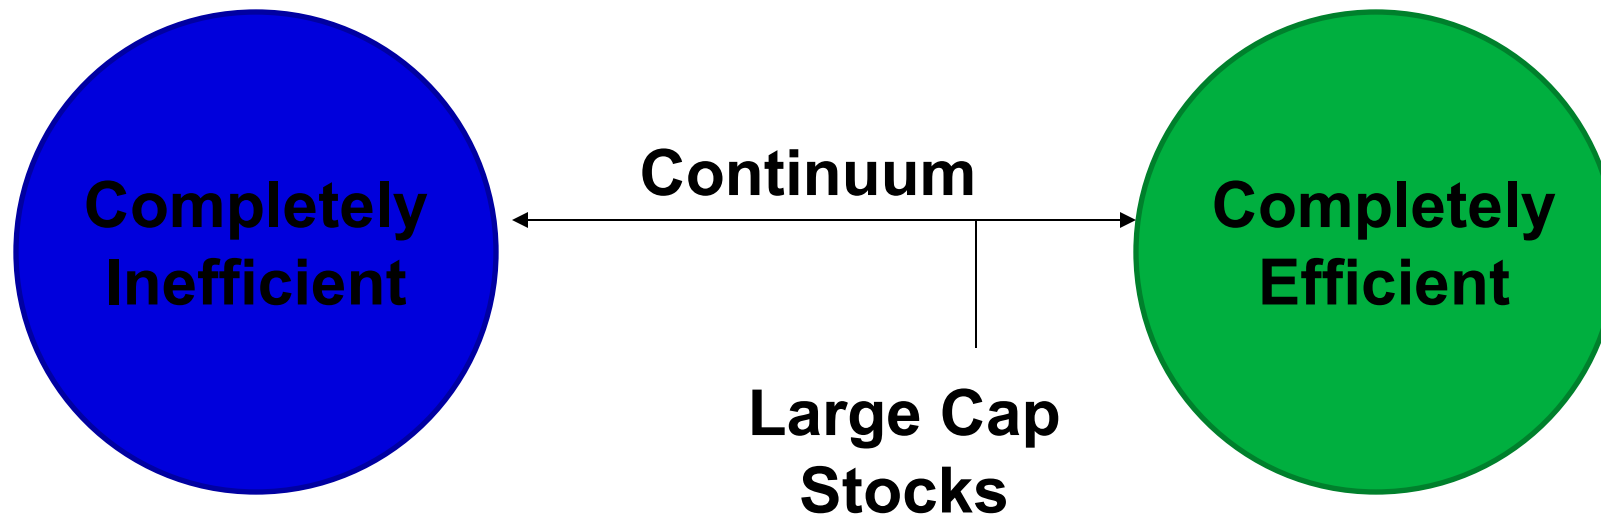 Completely
Inefficient
Continuum
Large Cap
Stocks
Completely
Efficient